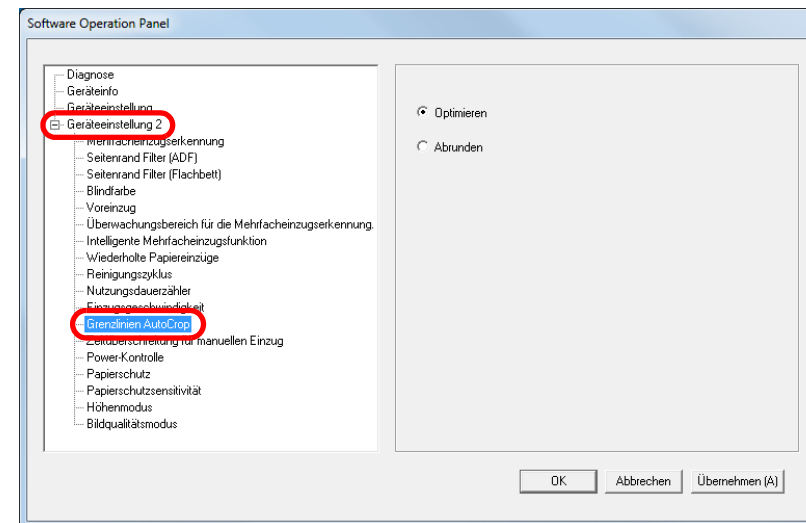 Software Operation Panel
Diagnose
Geräteinfo
Geräteeinstellung
Geräteeinstellung 2
Mehrfacheinzugserkennung
Seitenrand Filter (ADF)
Seitenrand Filter (Flachbett)
Blindfarbe
Voreinzug
Überwachungsbereich für die Mehrfacheinzugserkennung.
Intelligente Mehrfacheinzugsfunktion
Wiederholte Papiereinzüge
Reinigungszyklus
Nutzungsdauerzähler
Einzugsgeschwindigkeit
Grenzlinien AutoCrop
Zeitüberschreitung für manuellen Einzug
Power-Kontrolle
Papierschutz
Papierschutzsensitivität
Höhenmodus
Bildqualitätsmodus
Optimieren
Abrunden
OK Abbrechen Übernehmen (A)